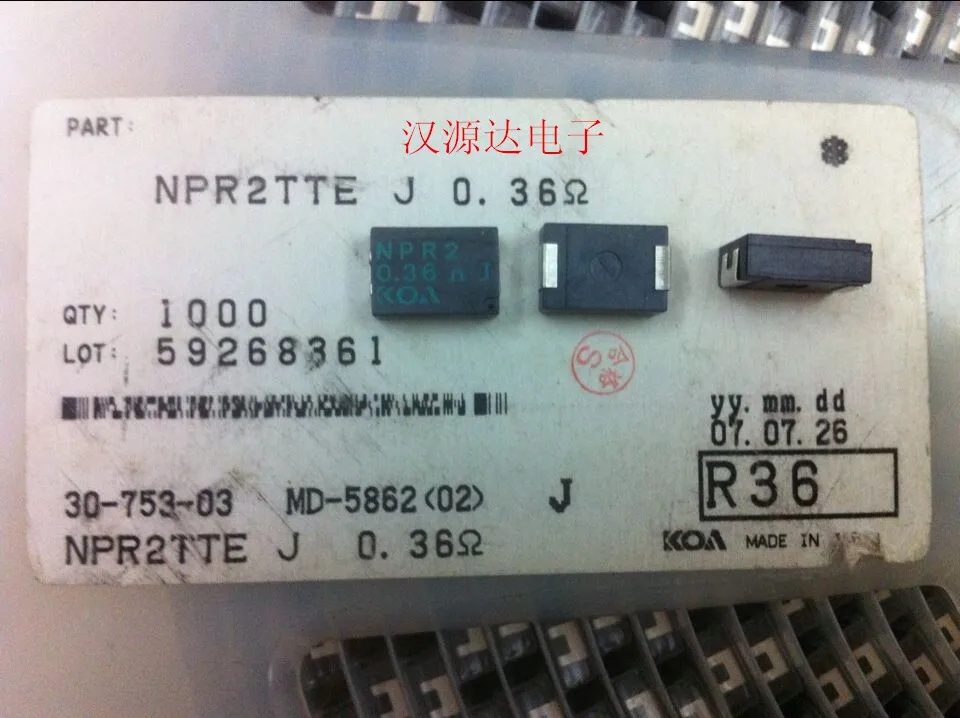 PART:
汉源达电子
NPR2TTE J 0.36Ω
NPR2
0.36 n J
KOA
QTY: 1000
LOT: 59268361
yy.mm.dd
07.07.26
30-753-03 MD-5862(02) J
R36
NPR2TTE J 0.36Ω
KOA MADE IN